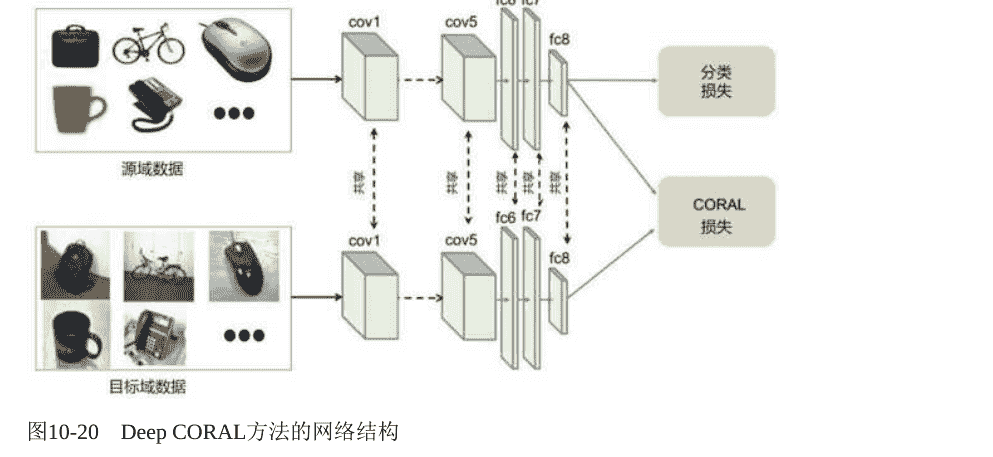 cov1
cov5
fc6 fc7
fc8
分类
损失
源域数据
共享
共享
共享
共享
共享
CORAL
损失
cov1
cov5
fc6 fc7
fc8
目标域数据
图10-20 Deep CORAL方法的网络结构